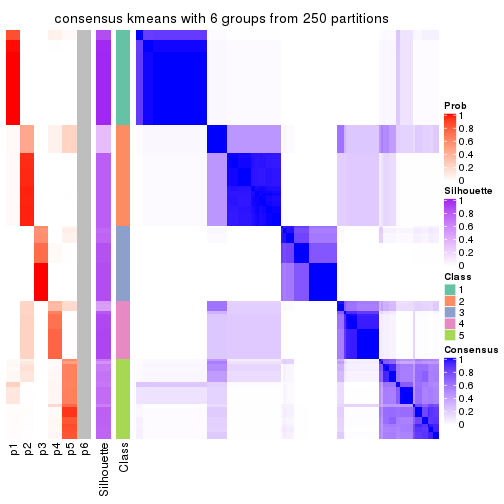 consensus kmeans with 6 groups from 250 partitions
Prob
1
0.8
0.6
0.4
0.2
0
Silhouette
1
0.8
0.6
0.4
0.2
0
Class
1
2
3
4
5
Consensus
1
0.8
0.6
0.4
0.2
0
p1
p2
p3
p4
p5
p6
Silhouette
Class